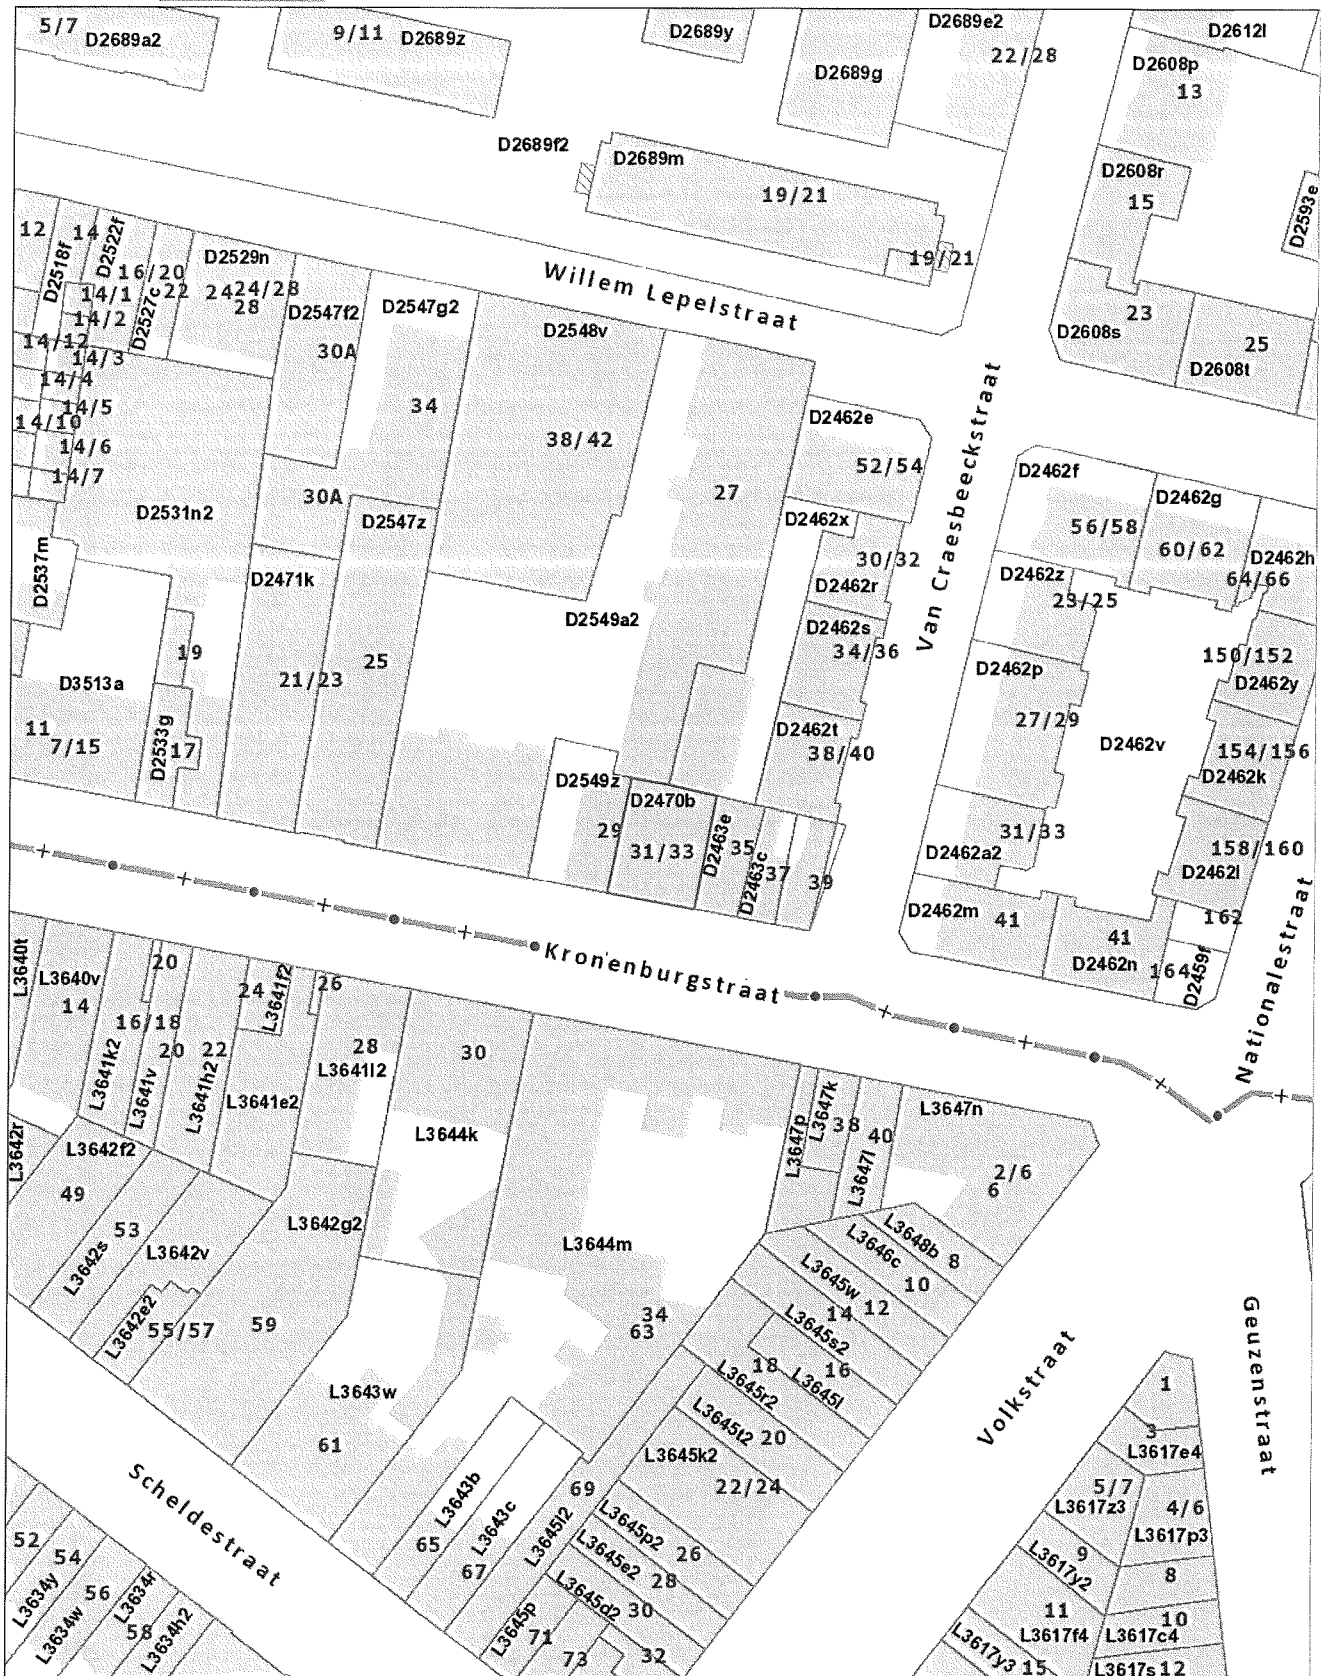 5/7
D2689a2
9/11
D2689z
D2689y
D2689g
D2689e2
22/28
D2612l
D2608p
13
D2689f2
D2689m
19/21
19/21
D2608r
15
D2593e
12
14
D2518f
D2522f
16/20
D2527c
22
D2529n
24
24/28
28
14/1
14/2
14/12
14/3
14/4
14/5
14/10
14/6
14/7
D2547f2
30A
D2547g2
34
Willem Lepelstraat
D2548v
38/42
D2608s
23
25
D2608t
27
D2462e
52/54
Van Craesbeeckstraat
D2462f
56/58
D2462g
60/62
D2462h
64/66
30A
D2547z
D2531n2
D2537m
D2471k
D2462x
30/32
D2462r
D2462s
34/36
D2462z
23/25
D2549a2
19
D3513a
11
7/15
D2533g
17
21/23
25
D2462p
27/29
150/152
D2462y
D2462v
154/156
D2462k
D2462t
38/40
D2549z
29
D2470b
31/33
D2463e
35
D2463c
37
39
31/33
D2462a2
158/160
D2462l
D2462m
41
41
D2462n
162
164
D2459f
Nationalestraat
Kronenburgstraat
L3640t
L3640v
14
20
16/18
L3641k2
L3641v
20
22
L3641h2
24
L3641f2
26
28
L3641l2
L3641e2
30
L3644k
L3647p
L3647k
38
L3647l
40
L3647n
2/6
6
L3642r
L3642f2
49
53
L3642s
L3642v
L3642e2
55/57
59
L3642g2
L3644m
34
63
L3648b
8
L3646c
10
L3645w
12
14
L3645s2
16
L3645l
18
L3645r2
L3645t2
20
L3645k2
22/24
Volkstraat
Geuzenstraat
L3643w
61
Scheldestraat
L3643b
65
L3643c
67
L3645l2
69
L3645p2
26
L3645e2
28
L3645d2
30
32
L3645p
71
73
1
3
L3617e4
5/7
L3617z3
4/6
L3617p3
9
L3617y2
8
11
L3617f4
10
L3617c4
L3617y3
15
L3617s
12
52
54
L3634y
56
L3634w
L3634r
58
L3634h2